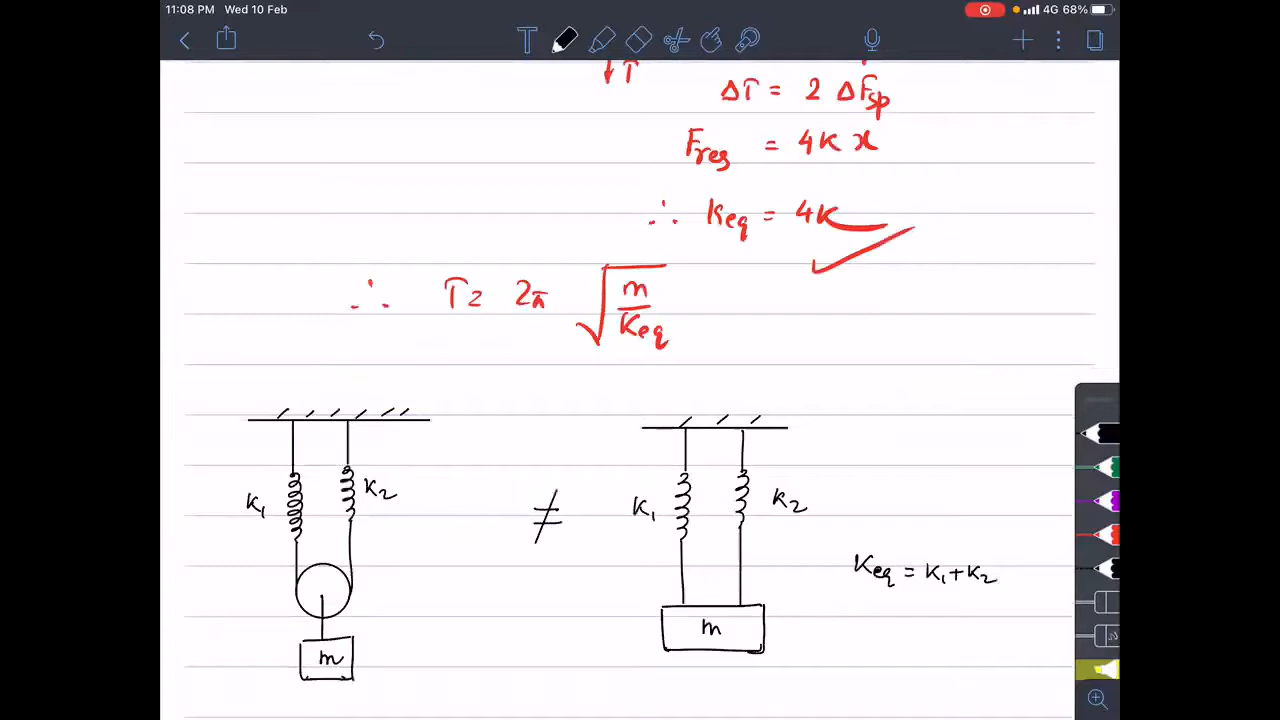 11:08 PM Wed 10 Feb
4G 68%
T
↓T
ΔT = 2 ΔFsp
Fres = 4K x
∴ Keq = 4K
∴ T = 2π √(m/Keq)
K1 K2
m
≠
K1 K2
m
Keq = K1 + K2